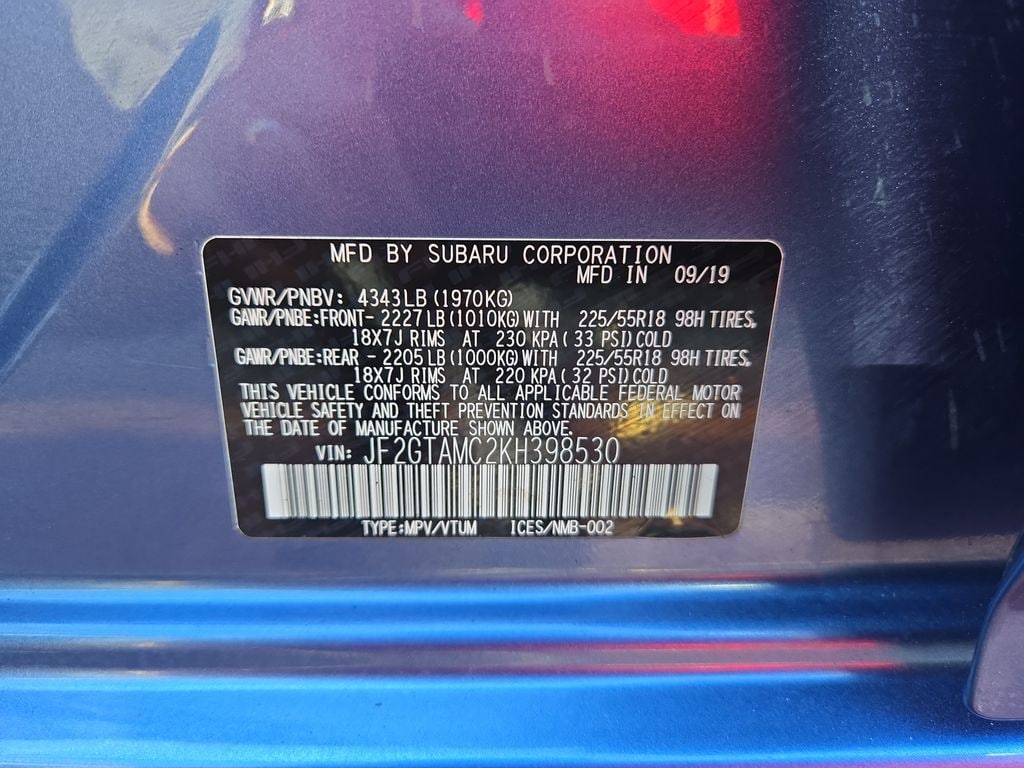 MFD BY SUBARU CORPORATION
MFD IN 09/19
GVWR/PNBV: 4343LB (1970KG)
GAWR/PNBE:FRONT- 2227LB (1010KG) WITH 225/55R18 98H TIRES,
18X7J RIMS AT 230 KPA ( 33 PSI) COLD
GAWR/PNBE:REAR - 2205LB (1000KG) WITH 225/55R18 98H TIRES,
18X7J RIMS AT 220 KPA ( 32 PSI) COLD
THIS VEHICLE CONFORMS TO ALL APPLICABLE FEDERAL MOTOR
VEHICLE SAFETY AND THEFT PREVENTION STANDARDS IN EFFECT ON
THE DATE OF MANUFACTURE SHOWN ABOVE.
VIN: JF2GTAMC2KH398530
TYPE:MPV/VTUM ICES/NMB-002